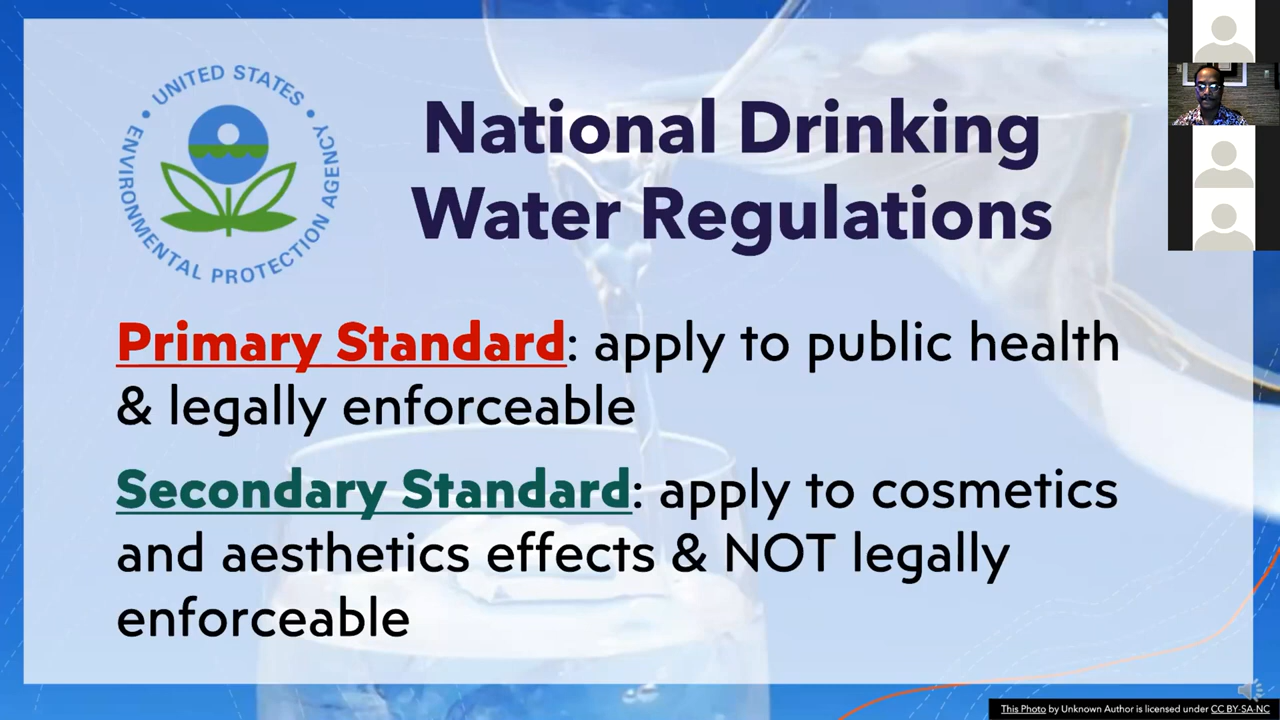 UNITED STATES
ENVIRONMENTAL PROTECTION AGENCY
National Drinking
Water Regulations
Primary Standard: apply to public health
& legally enforceable
Secondary Standard: apply to cosmetics
and aesthetics effects & NOT legally
enforceable
This Photo by Unknown Author is licensed under CC BY-SA-NC